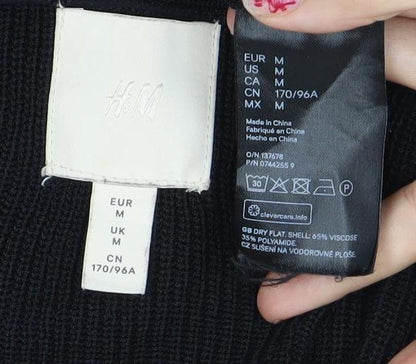 H&M
EUR
M
UK
M
CN
170/96A
EUR M
US M
CA M
CN 170/96A
MX M
Made in China
Fabriqué en China
Hecho en China
O/N 137678
P/N 0744255 9
30
P
clevercare.info
GB DRY FLAT. SHELL: 65% VISCOSE
35% POLYAMIDE.
CZ SUŠENÍ NA VODOROVNÉ PLOŠE.